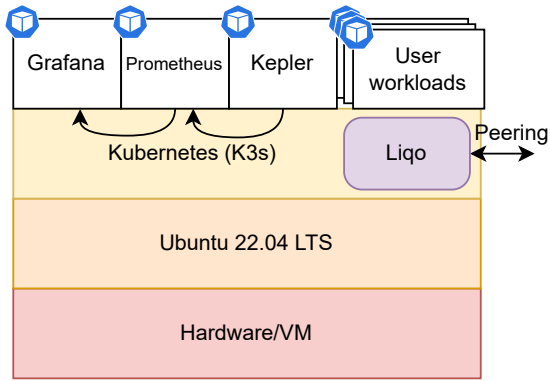 Grafana
Prometheus
Kepler
User
workloads
Peering
Kubernetes (K3s)
Liqo
Ubuntu 22.04 LTS
Hardware/VM